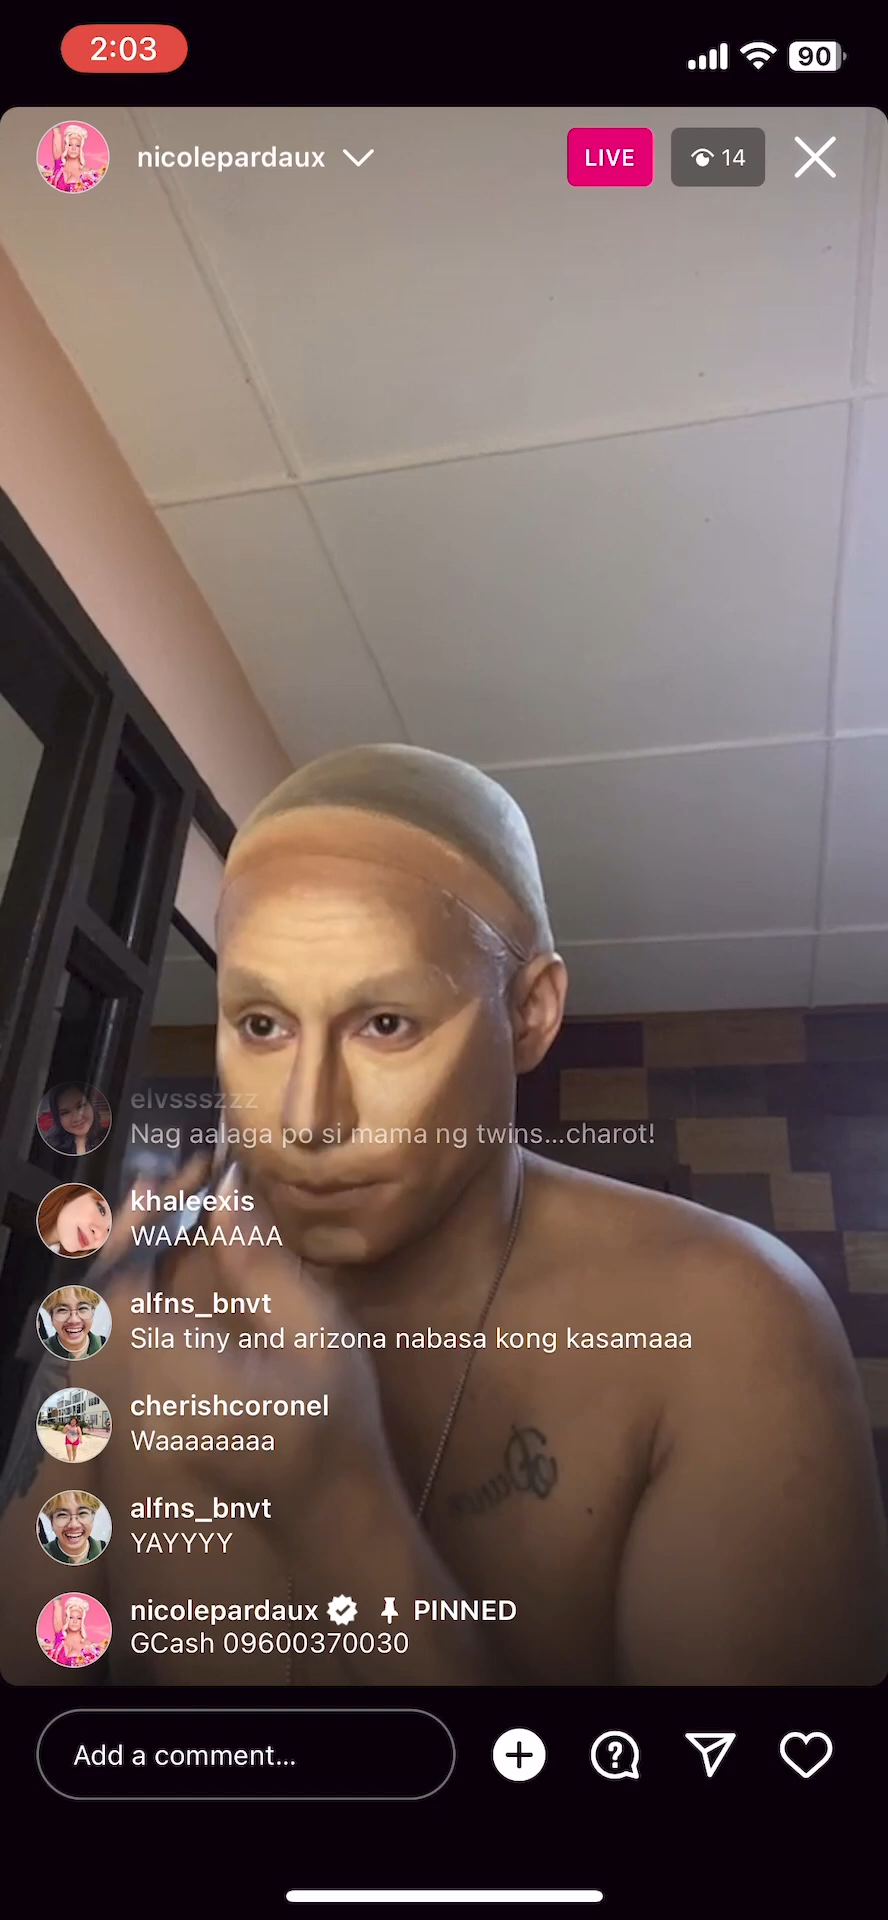 2:03
90
nicolepardaux
LIVE
14
elvssszzz
Nag aalaga po si mama ng twins...charot!
khaleexis
WAAAAAAA
alfns_bnvt
Sila tiny and arizona nabasa kong kasamaaa
cherishcoronel
Waaaaaaaa
alfns_bnvt
YAYYYY
nicolepardaux PINNED
GCash 09600370030
Add a comment...